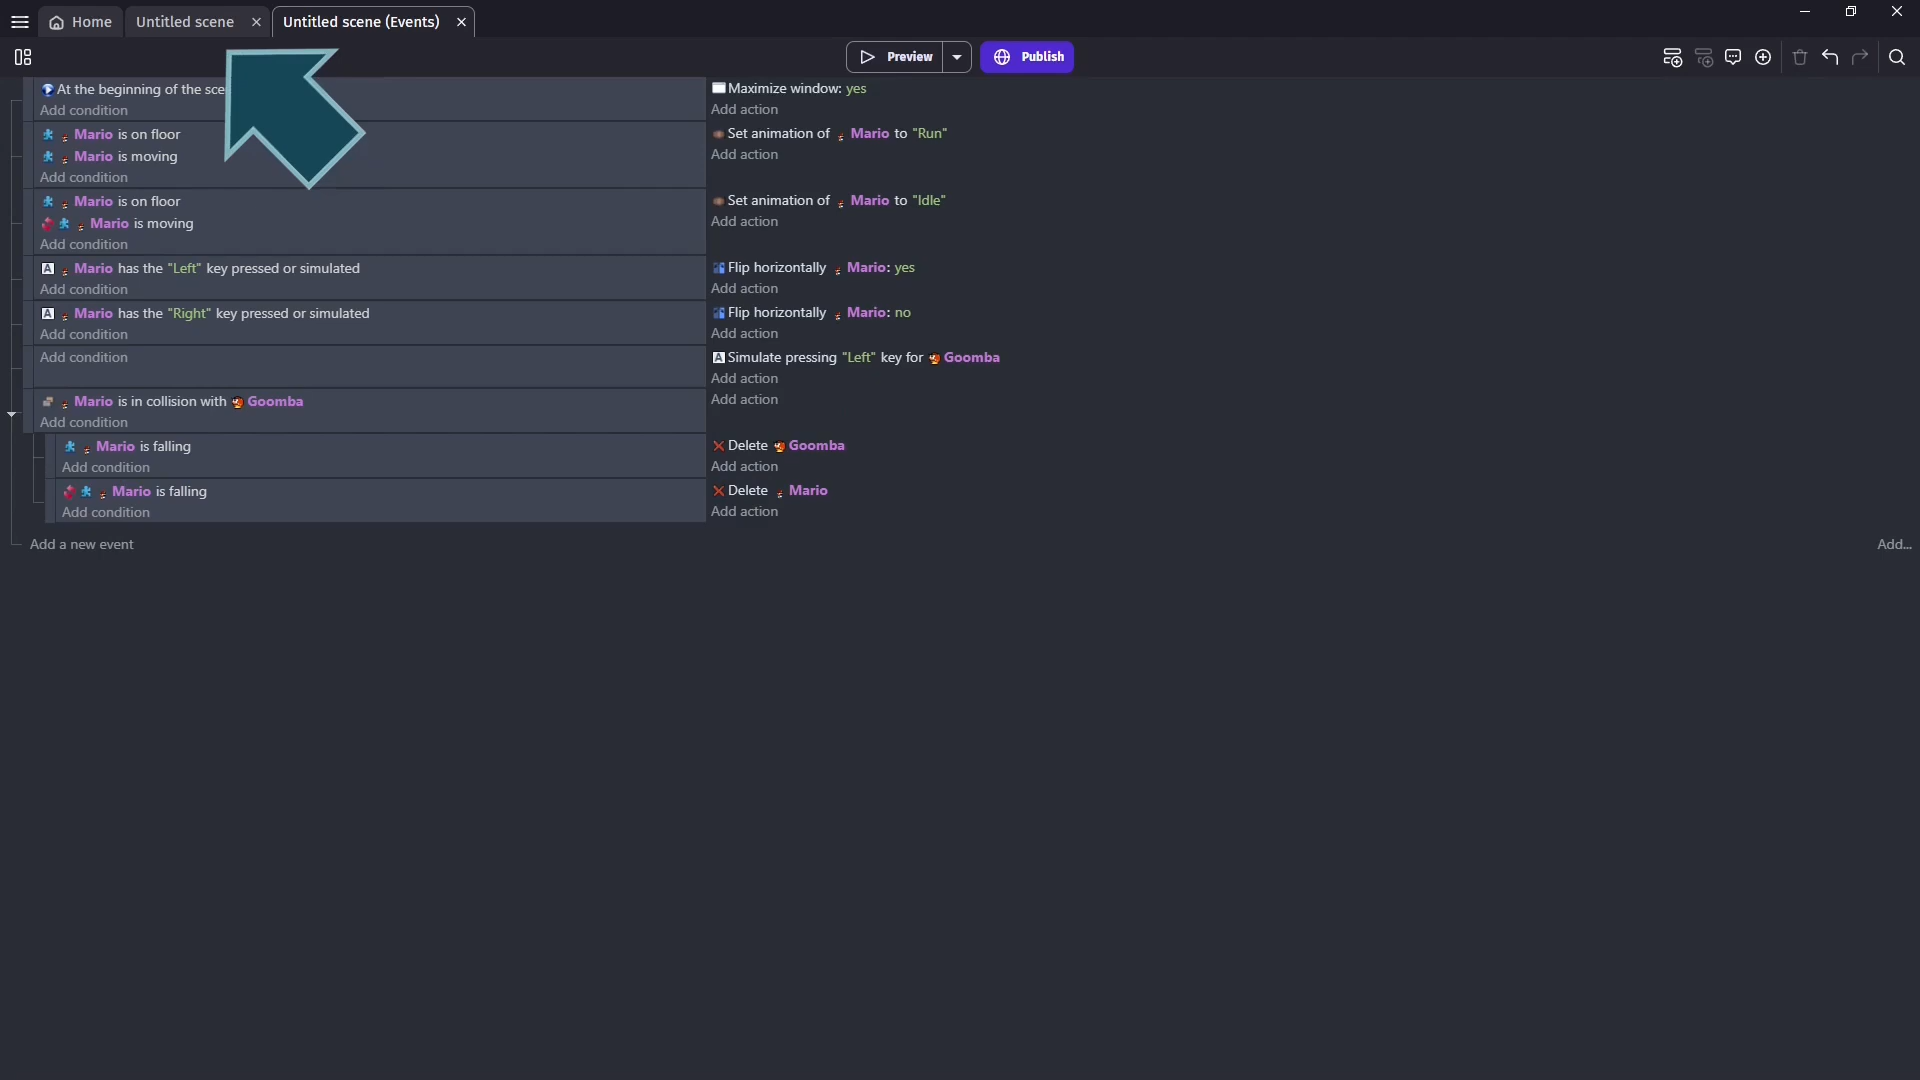 Home
Untitled scene
Untitled scene (Events)
Preview
Publish
At the beginning of the
Add condition
Maximize window: yes
Add action
Mario is on floor
Mario is moving
Add condition
Set animation of Mario to "Run"
Add action
Mario is on floor
Mario is moving
Add condition
Set animation of Mario to "Idle"
Add action
A Mario has the "Left" key pressed or simulated
Add condition
Flip horizontally Mario: yes
Add action
A Mario has the "Right" key pressed or simulated
Add condition
Flip horizontally Mario: no
Add action
Add condition
A Simulate pressing "Left" key for Goomba
Add action
Mario is in collision with Goomba
Add condition
Add action
Mario is falling
Add condition
Delete Goomba
Add action
Mario is falling
Add condition
Delete Mario
Add action
Add a new event
Add...